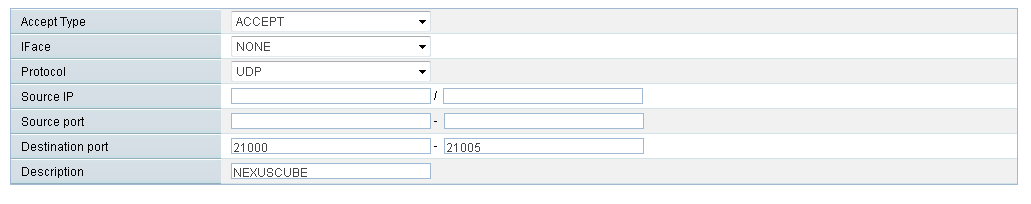 Accept Type ACCEPT
IFace NONE
Protocol UDP
Source IP /
Source port -
Destination port 21000 - 21005
Description NEXUSCUBE